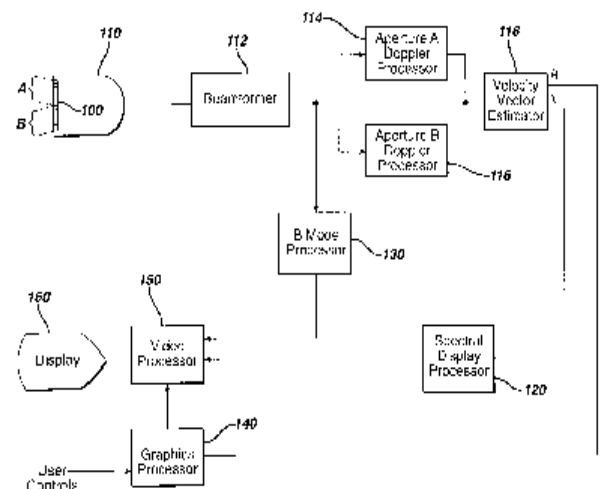 110
A
B
100
112
Beamformer
114
Aperture A
Doppler
Processor
116
Velocity
Vector
Estimator
Aperture B
Doppler
Processor
116
B Mode
Processor
130
160
Display
150
Video
Processor
Spectral
Display
Processor
120
140
Graphics
Processor
User
Controls